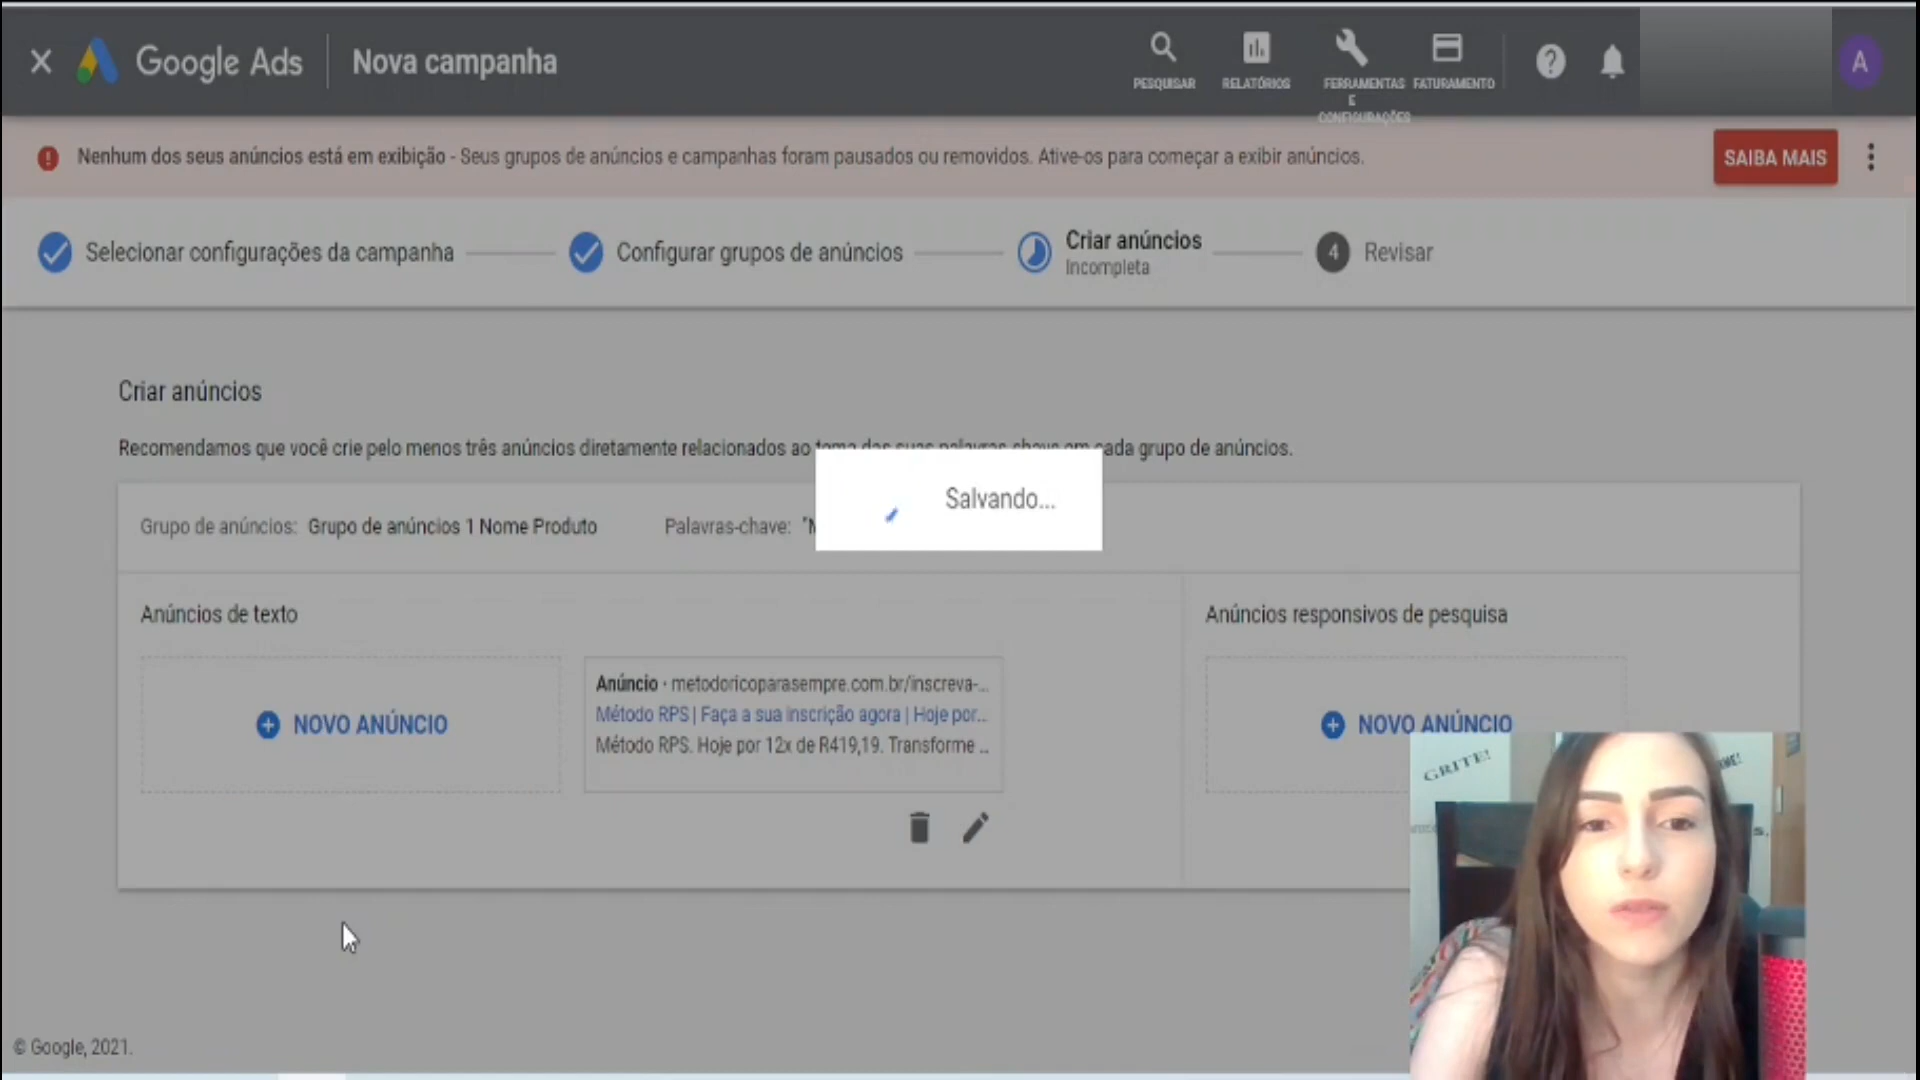 Google Ads
Nova campanha
PESQUISAR
RELATÓRIOS
FERRAMENTAS
E
CONFIGURAÇÕES
FATURAMENTO
A
Nenhum dos seus anúncios está em exibição - Seus grupos de anúncios e campanhas foram pausados ou removidos. Ative-os para começar a exibir anúncios.
SAIBA MAIS
Selecionar configurações da campanha
Configurar grupos de anúncios
Criar anúncios
Incompleta
4 Revisar
Criar anúncios
Recomendamos que você crie pelo menos três anúncios diretamente relacionados ao tema das suas palavras-chave em cada grupo de anúncios.
Salvando...
Grupo de anúncios: Grupo de anúncios 1 Nome Produto
Palavras-chave: "M
Anúncios de texto
Anúncios responsivos de pesquisa
NOVO ANÚNCIO
Anúncio · metodoricoparasempre.com.br/inscreva-...
Método RPS | Faça a sua inscrição agora | Hoje por...
Método RPS. Hoje por 12x de R419,19. Transforme ...
NOVO ANÚNCIO
GRITE!
© Google, 2021.